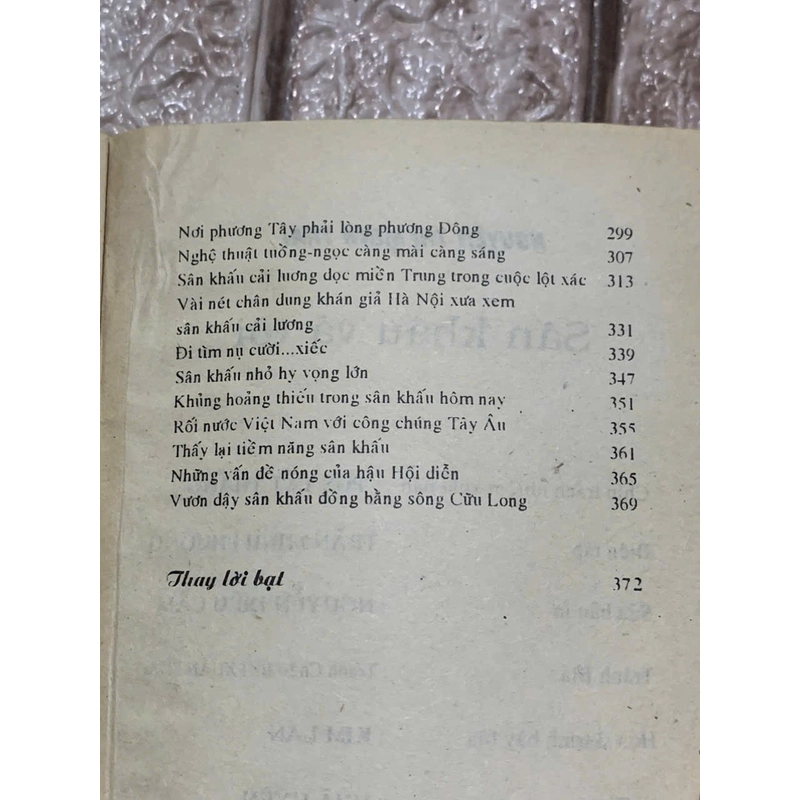 Nơi phương Tây phải lòng phương Dông 299
Nghệ thuật tuồng-ngọc càng mài càng sáng 307
Sân khấu cải luơng dọc miền Trung trong cuộc lột xác 313
Vài nét chân dung khán giả Hà Nội xưa xem
sân khấu cải lương 331
Đi tìm nụ cười...xiếc 339
Sân khấu nhỏ hy vọng lớn 347
Khủng hoảng thiếu trong sân khấu hôm nay 351
Rối nước Việt Nam với công chúng Tây Âu 355
Thấy lại tiềm năng sân khấu 361
Những vấn dề nóng của hậu Hội diễn 365
Vươn dậy sân khấu đồng bằng sông Cữu Long 369
Thay lời bạt 372